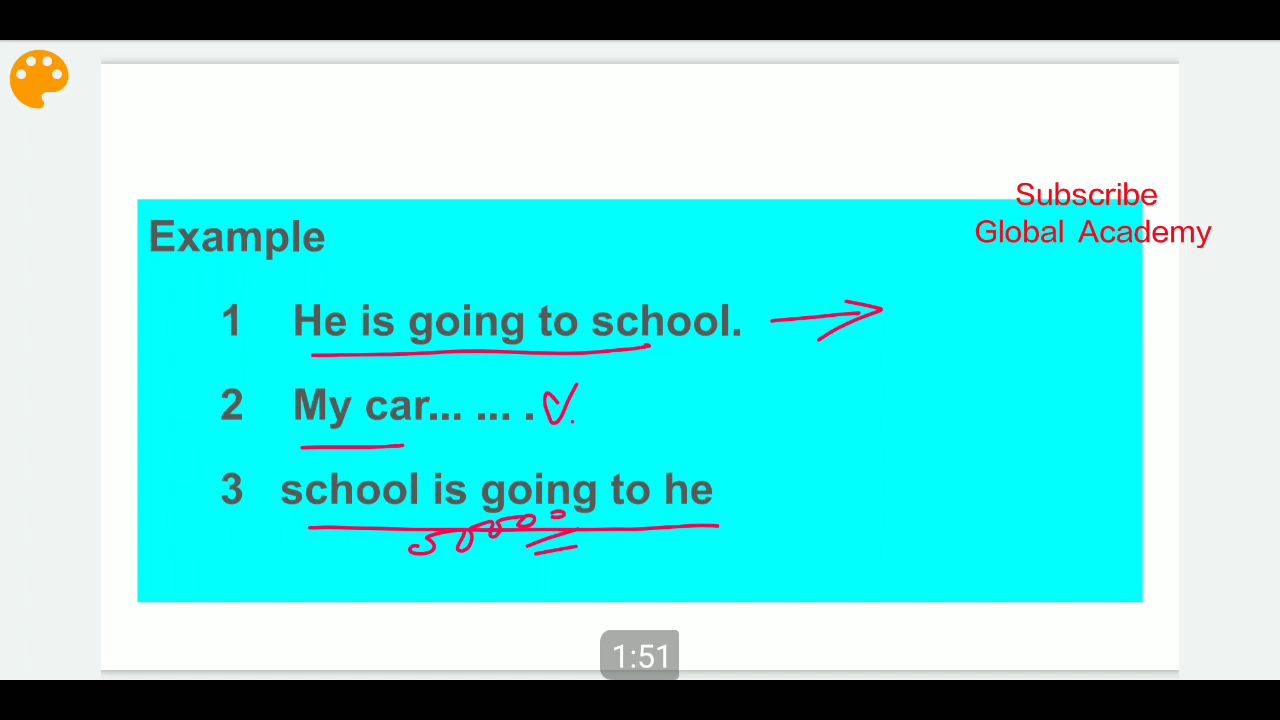 Subscribe
Global Academy
Example
1 He is going to school.
2 My car... ... .
3 school is going to he
1:51